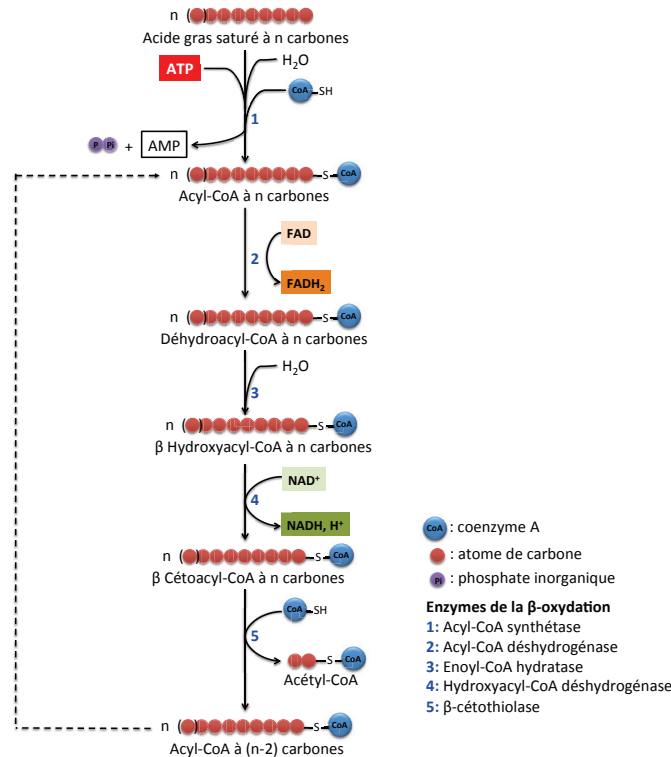 n ( )
Acide gras saturé à n carbones
ATP
H2O
CoA -SH
1
P Pi + AMP
n ( ) -S- CoA
Acyl-CoA à n carbones
FAD
2
FADH2
n ( ) -S- CoA
Déhydroacyl-CoA à n carbones
H2O
3
n ( ) -S- CoA
β Hydroxyacyl-CoA à n carbones
NAD+
4
NADH, H+
n ( ) -S- CoA
β Cétoacyl-CoA à n carbones
CoA -SH
5
-S- CoA
Acétyl-CoA
n ( ) -S- CoA
Acyl-CoA à (n-2) carbones
CoA : coenzyme A
: atome de carbone
Pi : phosphate inorganique
Enzymes de la β-oxydation
1: Acyl-CoA synthétase
2: Acyl-CoA déshydrogénase
3: Enoyl-CoA hydratase
4: Hydroxyacyl-CoA déshydrogénase
5: β-cétothiolase